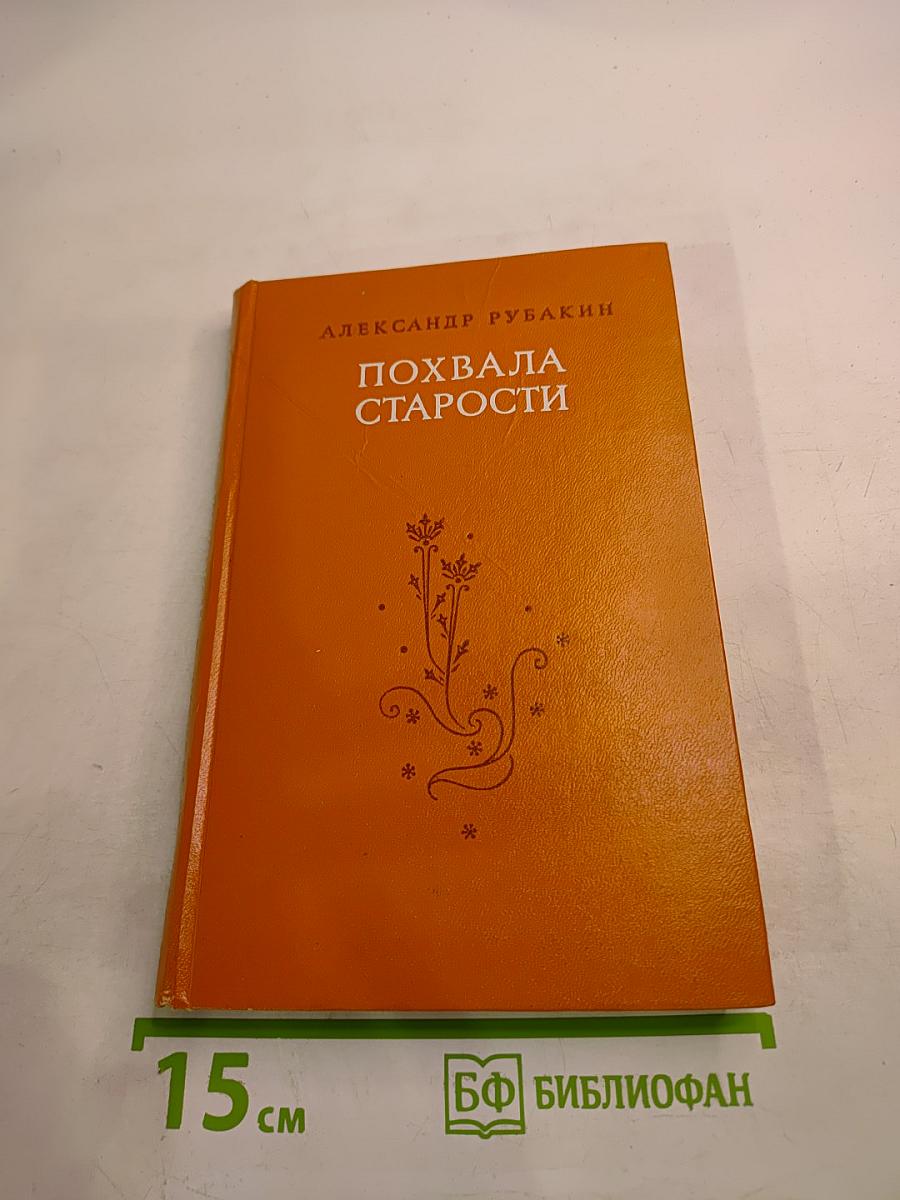 АЛЕКСАНДР РУБАКИН
ПОХВАЛА
СТАРОСТИ
15 см
БФ БИБЛИОФАН